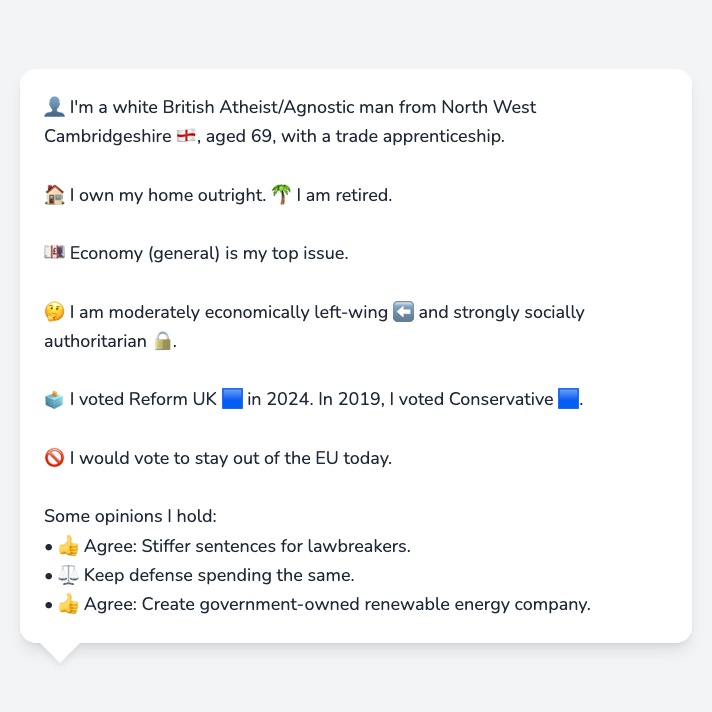 👤 I'm a white British Atheist/Agnostic man from North West
Cambridgeshire 🏴󠁧󠁢󠁥󠁮󠁧󠁿, aged 69, with a trade apprenticeship.
🏠 I own my home outright. 🌴 I am retired.
💷 Economy (general) is my top issue.
🤔 I am moderately economically left-wing ⬅️ and strongly socially
authoritarian 🔒.
🗳️ I voted Reform UK 🟦 in 2024. In 2019, I voted Conservative 🟦.
🚫 I would vote to stay out of the EU today.
Some opinions I hold:
• 👍 Agree: Stiffer sentences for lawbreakers.
• ⚖️ Keep defense spending the same.
• 👍 Agree: Create government-owned renewable energy company.